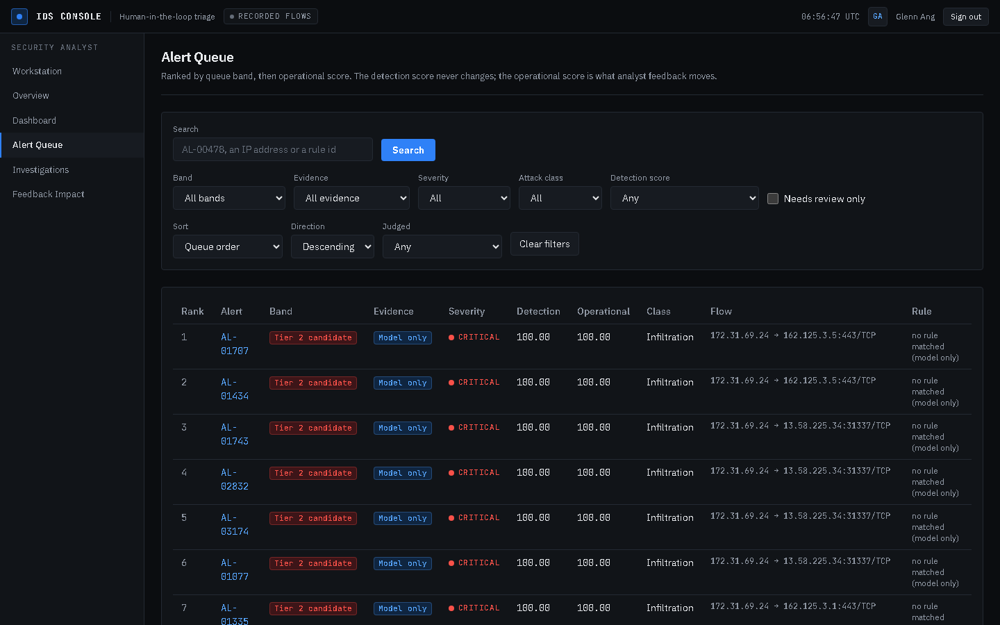 IDS CONSOLE
Human-in-the-loop triage
RECORDED FLOWS
06:56:47 UTC
GA
Glenn Ang
Sign out
SECURITY ANALYST
Workstation
Overview
Dashboard
Alert Queue
Investigations
Feedback Impact
Alert Queue
Ranked by queue band, then operational score. The detection score never changes; the operational score is what analyst feedback moves.
Search
AL-00478, an IP address or a rule id
Search
Band Evidence Severity Attack class Detection score
All bands All evidence All All Any Needs review only
Sort Direction Judged
Queue order Descending Any Clear filters
Rank Alert Band Evidence Severity Detection Operational Class Flow Rule
1 AL-01707 Tier 2 candidate Model only CRITICAL 100.00 100.00 Infiltration 172.31.69.24 → 162.125.3.5:443/TCP no rule matched (model only)
2 AL-01434 Tier 2 candidate Model only CRITICAL 100.00 100.00 Infiltration 172.31.69.24 → 162.125.3.5:443/TCP no rule matched (model only)
3 AL-01743 Tier 2 candidate Model only CRITICAL 100.00 100.00 Infiltration 172.31.69.24 → 13.58.225.34:31337/TCP no rule matched (model only)
4 AL-02832 Tier 2 candidate Model only CRITICAL 100.00 100.00 Infiltration 172.31.69.24 → 13.58.225.34:31337/TCP no rule matched (model only)
5 AL-03174 Tier 2 candidate Model only CRITICAL 100.00 100.00 Infiltration 172.31.69.24 → 13.58.225.34:31337/TCP no rule matched (model only)
6 AL-01077 Tier 2 candidate Model only CRITICAL 100.00 100.00 Infiltration 172.31.69.24 → 13.58.225.34:31337/TCP no rule matched (model only)
7 AL-01335 Tier 2 candidate Model only CRITICAL 100.00 100.00 Infiltration 172.31.69.24 → 162.125.3.1:443/TCP no rule matched